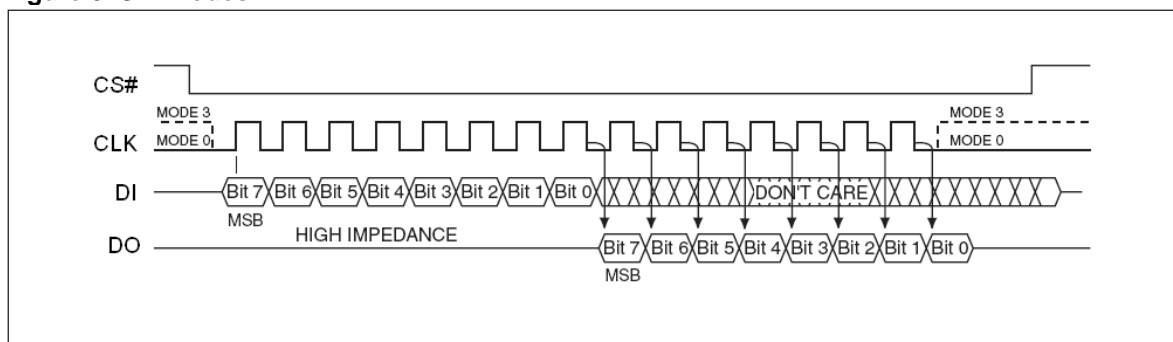 CS#
MODE 3
MODE 3
CLK
MODE 0
MODE 0
DI
Bit 7 Bit 6 Bit 5 Bit 4 Bit 3 Bit 2 Bit 1 Bit 0 DON'T CARE
MSB
HIGH IMPEDANCE
DO
Bit 7 Bit 6 Bit 5 Bit 4 Bit 3 Bit 2 Bit 1 Bit 0
MSB